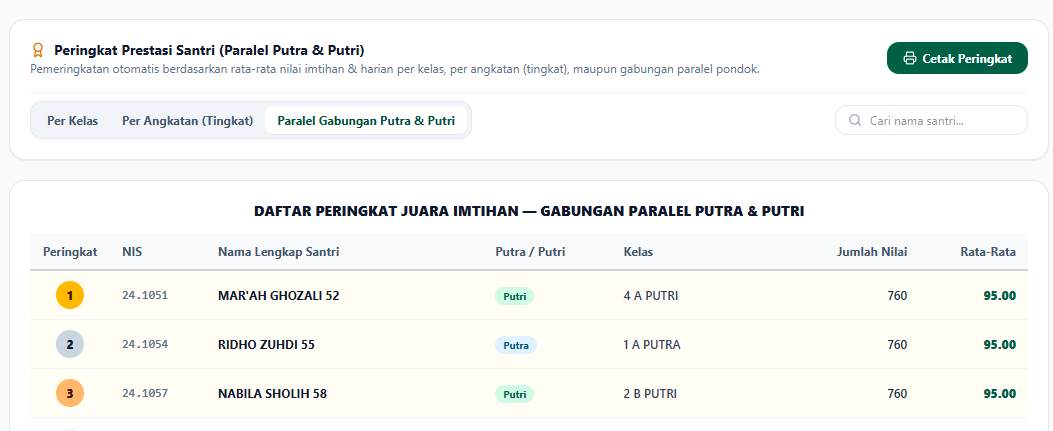 Peringkat Prestasi Santri (Paralel Putra & Putri)
Pemeringkatan otomatis berdasarkan rata-rata nilai imtihan & harian per kelas, per angkatan (tingkat), maupun gabungan paralel pondok.
Cetak Peringkat
Per Kelas Per Angkatan (Tingkat) Paralel Gabungan Putra & Putri
Cari nama santri...
DAFTAR PERINGKAT JUARA IMTIHAN — GABUNGAN PARALEL PUTRA & PUTRI
Peringkat NIS Nama Lengkap Santri Putra / Putri Kelas Jumlah Nilai Rata-Rata
1 24.1051 MAR'AH GHOZALI 52 Putri 4 A PUTRI 760 95.00
2 24.1054 RIDHO ZUHDI 55 Putra 1 A PUTRA 760 95.00
3 24.1057 NABILA SHOLIH 58 Putri 2 B PUTRI 760 95.00